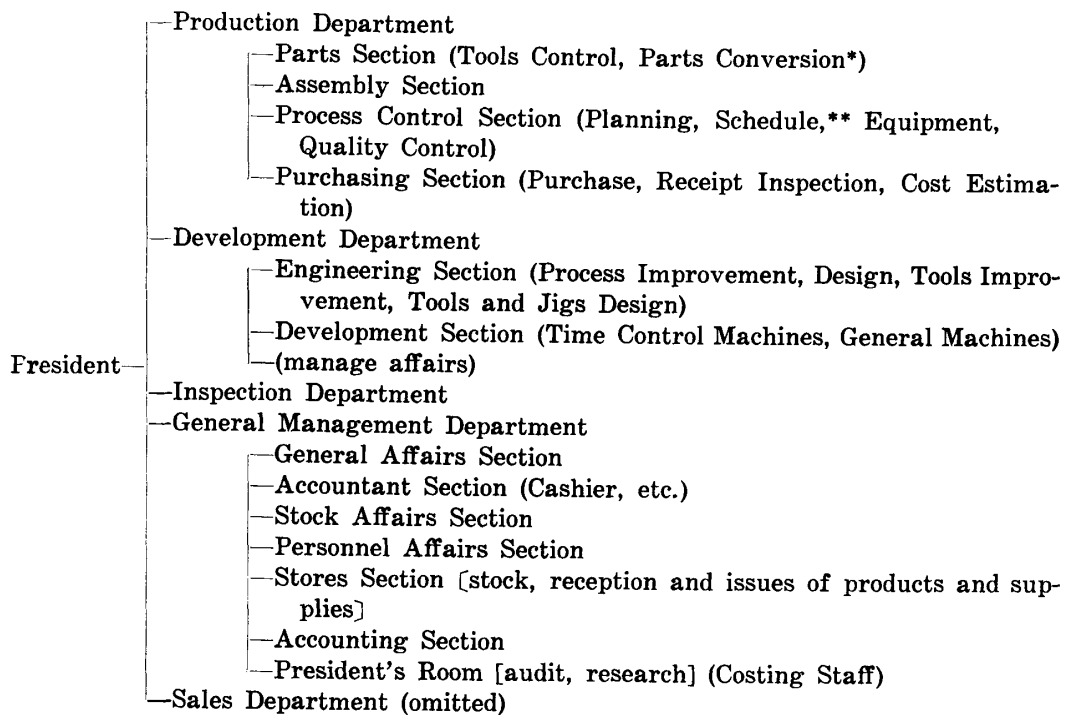 Production Department
Parts Section (Tools Control, Parts Conversion*)
Assembly Section
Process Control Section (Planning, Schedule,** Equipment,
Quality Control)
Purchasing Section (Purchase, Receipt Inspection, Cost Estima-
tion)
Development Department
Engineering Section (Process Improvement, Design, Tools Impro-
vement, Tools and Jigs Design)
Development Section (Time Control Machines, General Machines)
President
(manage affairs)
Inspection Department
General Management Department
General Affairs Section
Accountant Section (Cashier, etc.)
Stock Affairs Section
Personnel Affairs Section
Stores Section [stock, reception and issues of products and sup-
plies]
Accounting Section
President's Room [audit, research] (Costing Staff)
Sales Department (omitted)